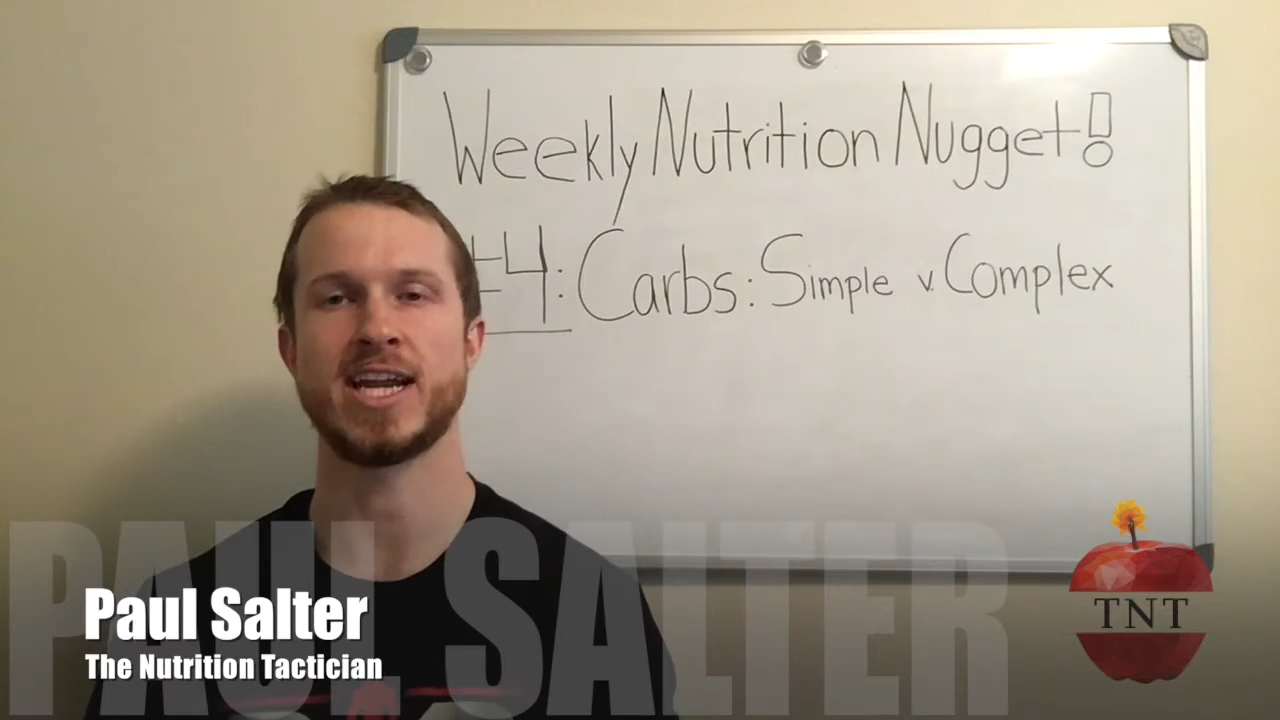 Weekly Nutrition Nugget!
#4: Carbs: Simple v. Complex
PAUL SALTER
Paul Salter
The Nutrition Tactician
TNT